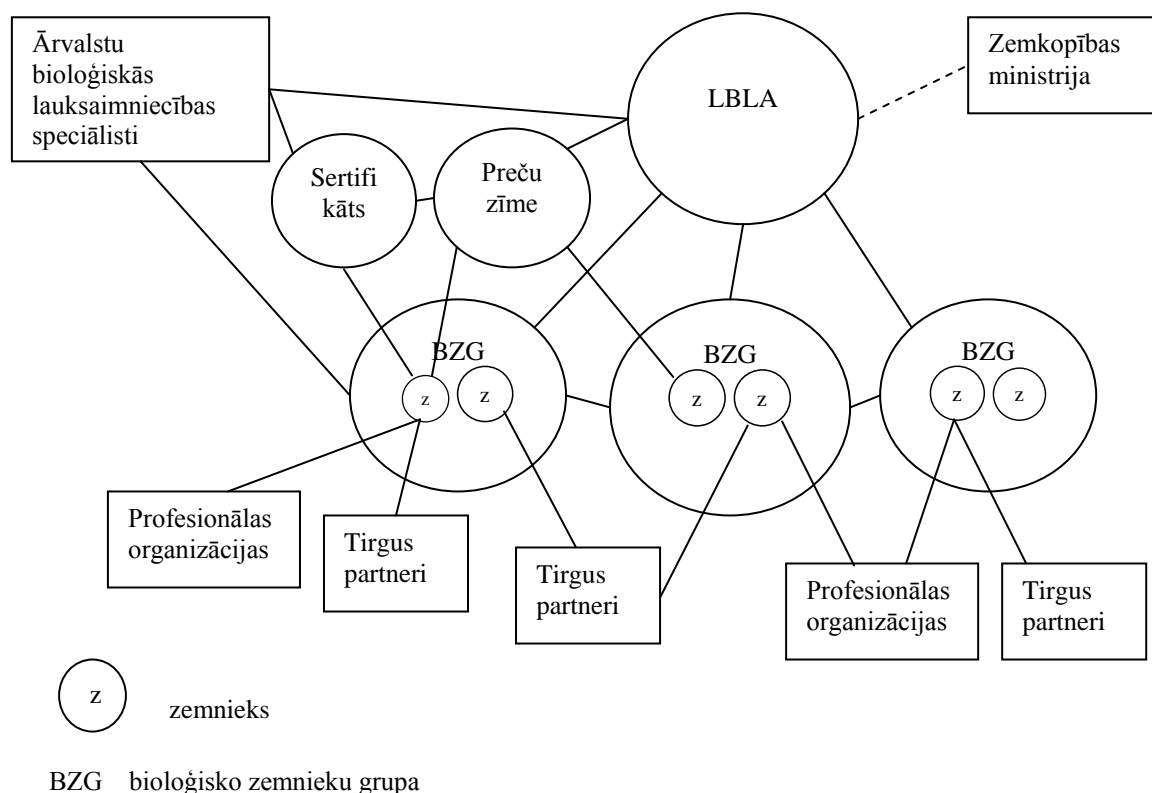 Ārvalstu
bioloģiskās
lauksaimniecības
speciālisti
LBLA
Zemkopības
ministrija
Sertifi
kāts
Preču
zīme
BZG
z
z
BZG
z
z
BZG
z
z
Profesionālas
organizācijas
Tirgus
partneri
Tirgus
partneri
Profesionālas
organizācijas
Tirgus
partneri
z
zemnieks
BZG bioloģisko zemnieku grupa